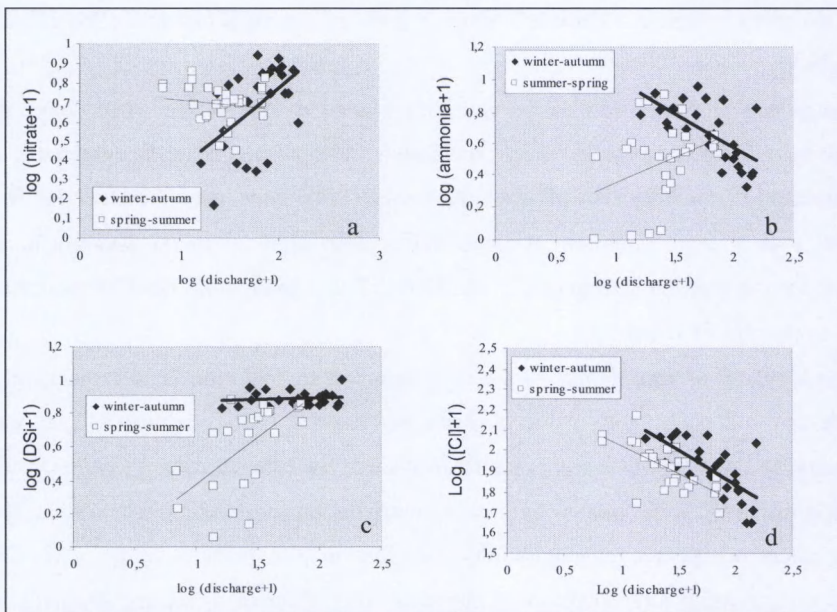 log (nitrate+1)
1
0,9
0,8
0,7
0,6
0,5
0,4
0,3
0,2
0,1
0
winter-autumn
spring-summer
a
0 1 2 3
log (discharge+1)
log (ammonia+1)
1,2
1
0,8
0,6
0,4
0,2
0
winter-autumn
summer-spring
b
0 0,5 1 1,5 2 2,5
log (discharge+1)
log (DSi+1)
1,2
1
0,8
0,6
0,4
0,2
0
winter-autumn
spring-summer
c
0 0,5 1 1,5 2 2,5
log (discharge+1)
Log ([Cl]+1)
2,5
2,4
2,3
2,2
2,1
2
1,9
1,8
1,7
1,6
1,5
winter-autumn
spring-summer
d
0 0,5 1 1,5 2 2,5
log (discharge+1)